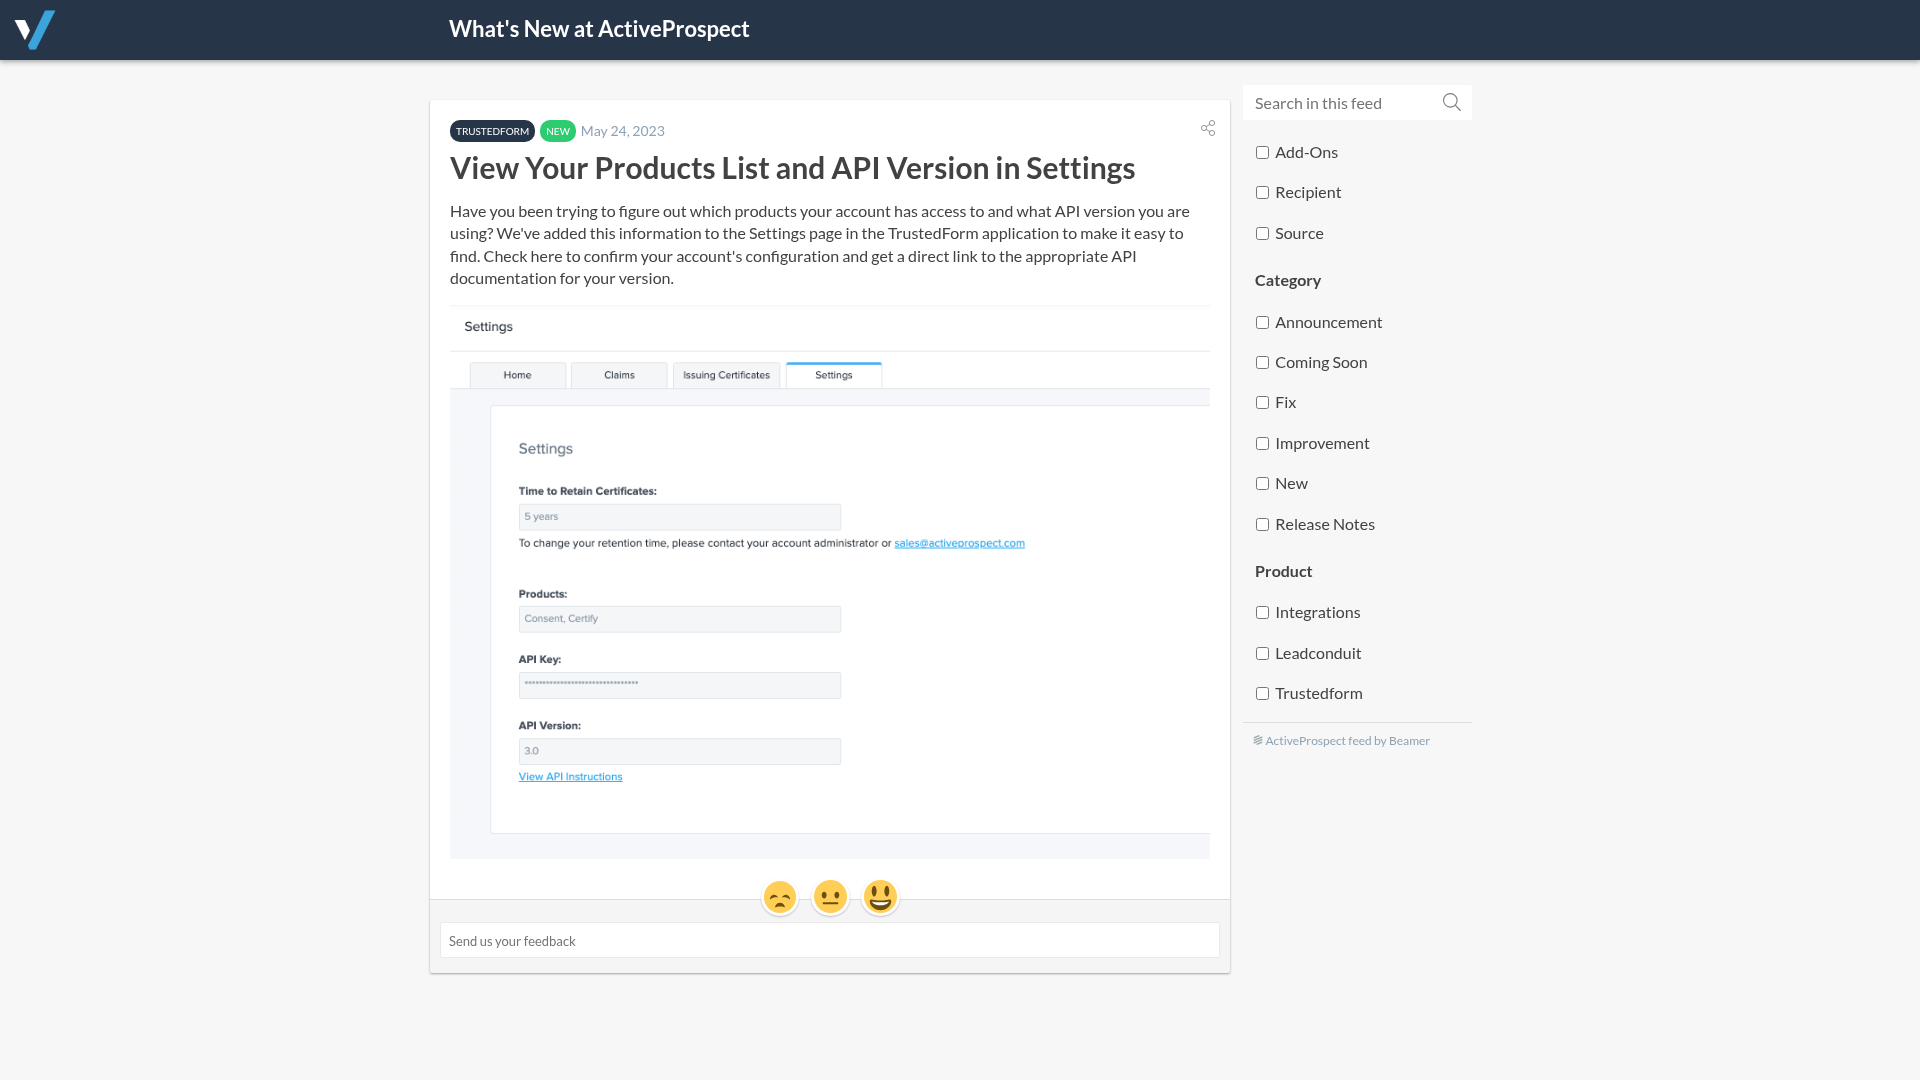 What's New at ActiveProspect
TRUSTEDFORM NEW May 24, 2023
View Your Products List and API Version in Settings
Have you been trying to figure out which products your account has access to and what API version you are
using? We've added this information to the Settings page in the TrustedForm application to make it easy to
find. Check here to confirm your account's configuration and get a direct link to the appropriate API
documentation for your version.
Settings
Home Claims Issuing Certificates Settings
Settings
Time to Retain Certificates:
5 years
To change your retention time, please contact your account administrator or sales@activeprospect.com
Products:
Consent, Certify
API Key:
API Version:
3.0
View API Instructions
Send us your feedback
Search in this feed
Add-Ons
Recipient
Source
Category
Announcement
Coming Soon
Fix
Improvement
New
Release Notes
Product
Integrations
Leadconduit
Trustedform
ActiveProspect feed by Beamer